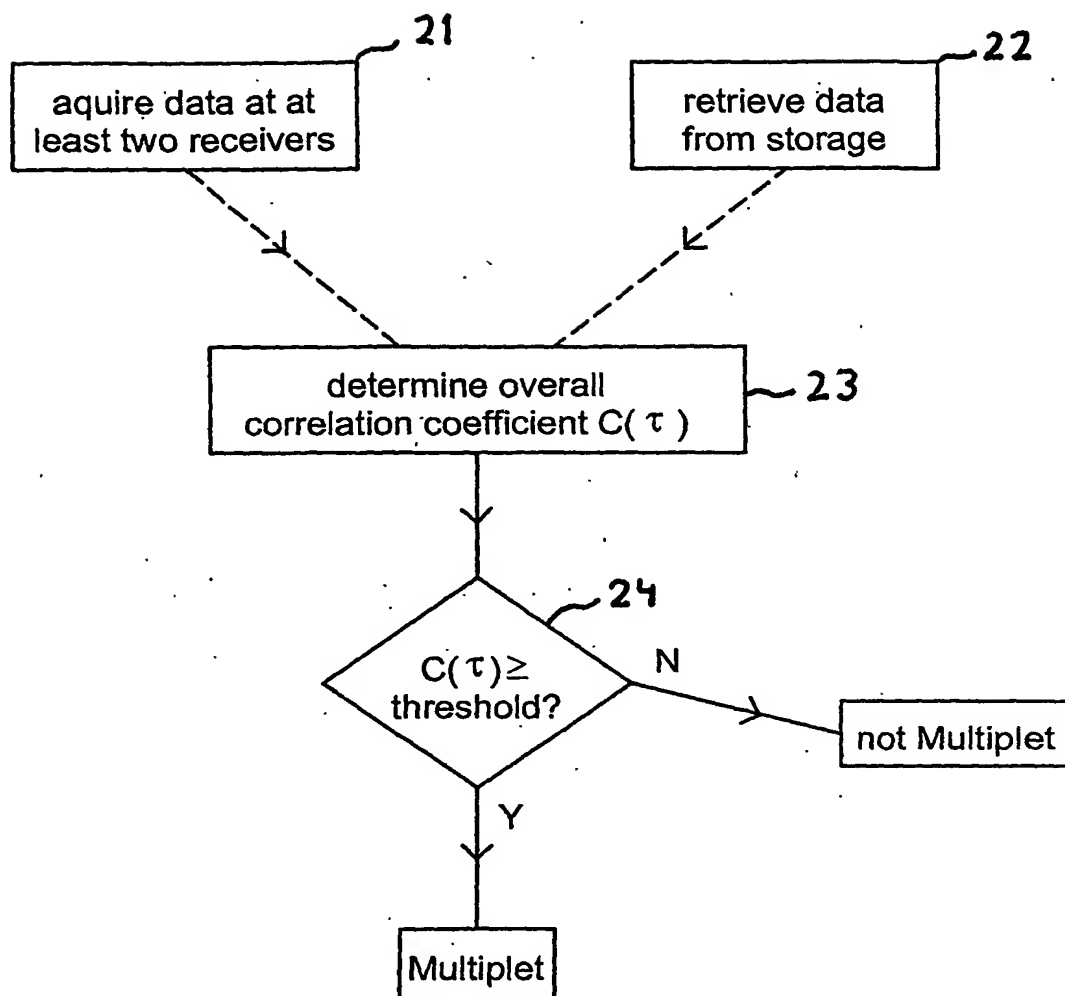 21
22
aquire data at at
least two receivers
retrieve data
from storage
determine overall
correlation coefficient C(τ)
23
24
C(τ)≥
threshold?
N
not Multiplet
Y
Multiplet